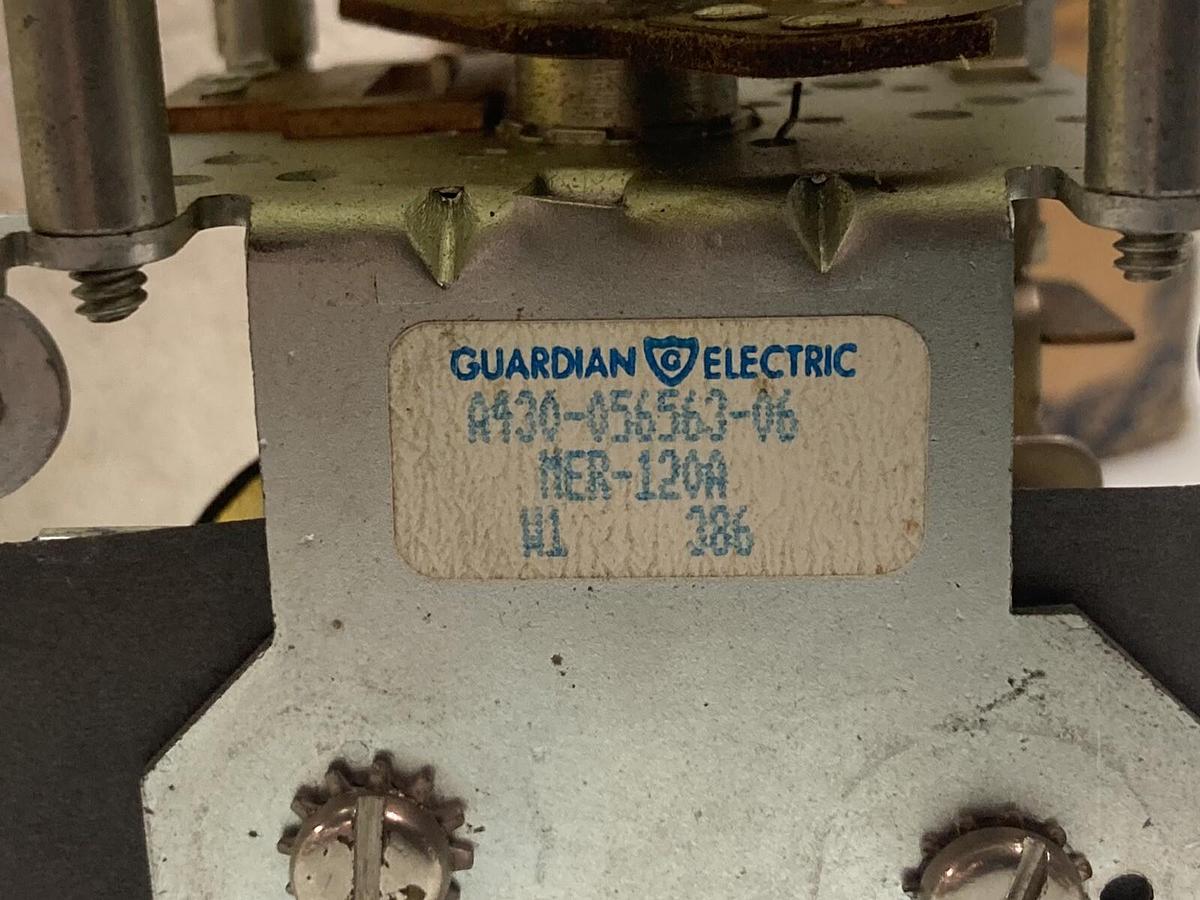 GUARDIAN G ELECTRIC
A430-056563-06
MER-120A
W1 386